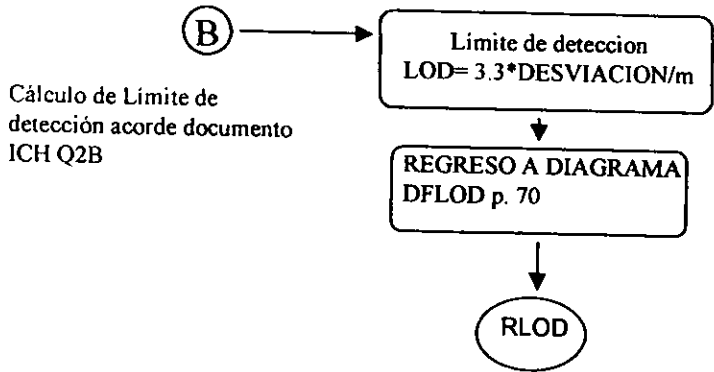 B
Límite de deteccion
LOD= 3.3*DESVIACION/m
Cálculo de Límite de
detección acorde documento
ICH Q2B
REGRESO A DIAGRAMA
DFLOD p. 70
RLOD